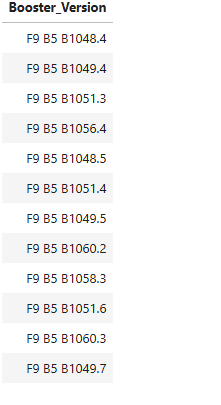 Booster_Version
F9 B5 B1048.4
F9 B5 B1049.4
F9 B5 B1051.3
F9 B5 B1056.4
F9 B5 B1048.5
F9 B5 B1051.4
F9 B5 B1049.5
F9 B5 B1060.2
F9 B5 B1058.3
F9 B5 B1051.6
F9 B5 B1060.3
F9 B5 B1049.7